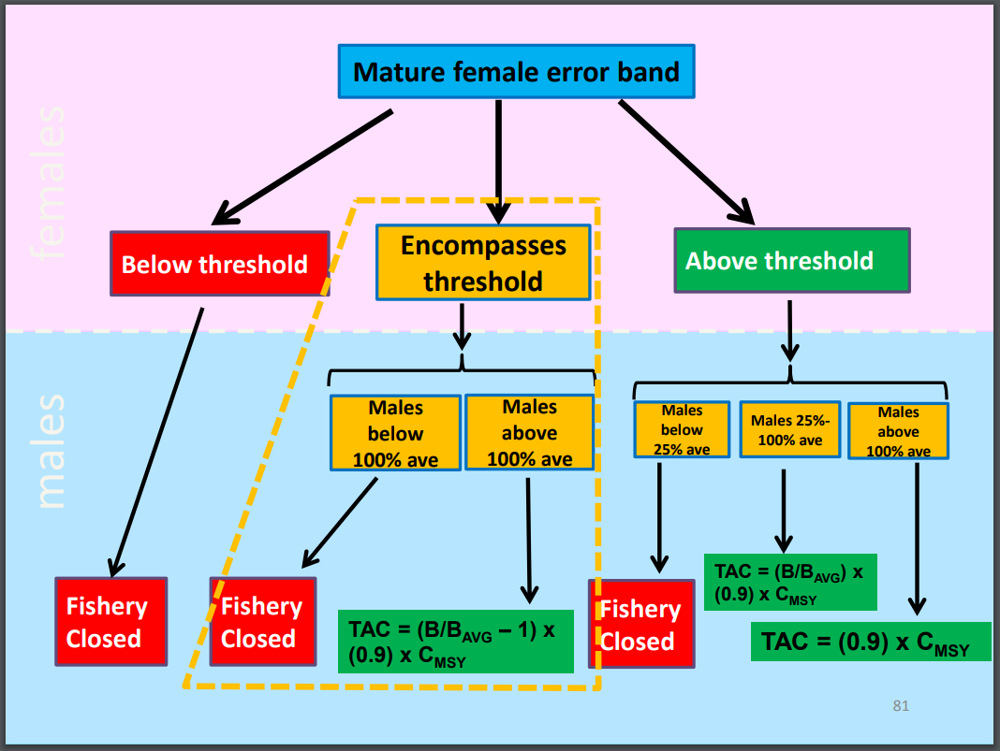 Mature female error band
females
Below threshold
Encompasses
threshold
Above threshold
males
Males
below
100% ave
Males
above
100% ave
Males
below
25% ave
Males 25%-
100% ave
Males
above
100% ave
Fishery
Closed
Fishery
Closed
TAC = (B/BAVG – 1) x
(0.9) x CMSY
Fishery
Closed
TAC = (B/BAVG) x
(0.9) x CMSY
TAC = (0.9) x CMSY
81